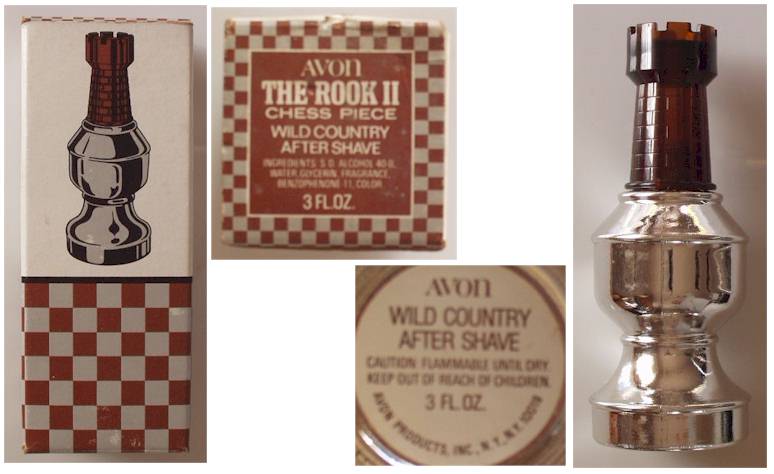 AVON
THE ROOK II
CHESS PIECE
WILD COUNTRY
AFTER SHAVE
INGREDIENTS: S.D. ALCOHOL 40-B,
WATER, GLYCERIN, FRAGRANCE,
BENZOPHENONE-11, COLOR
3 FL. OZ.
AVON
WILD COUNTRY
AFTER SHAVE
CAUTION: FLAMMABLE UNTIL DRY.
KEEP OUT OF REACH OF CHILDREN.
3 FL. OZ.
AVON PRODUCTS, INC., N.Y., N.Y. 10019